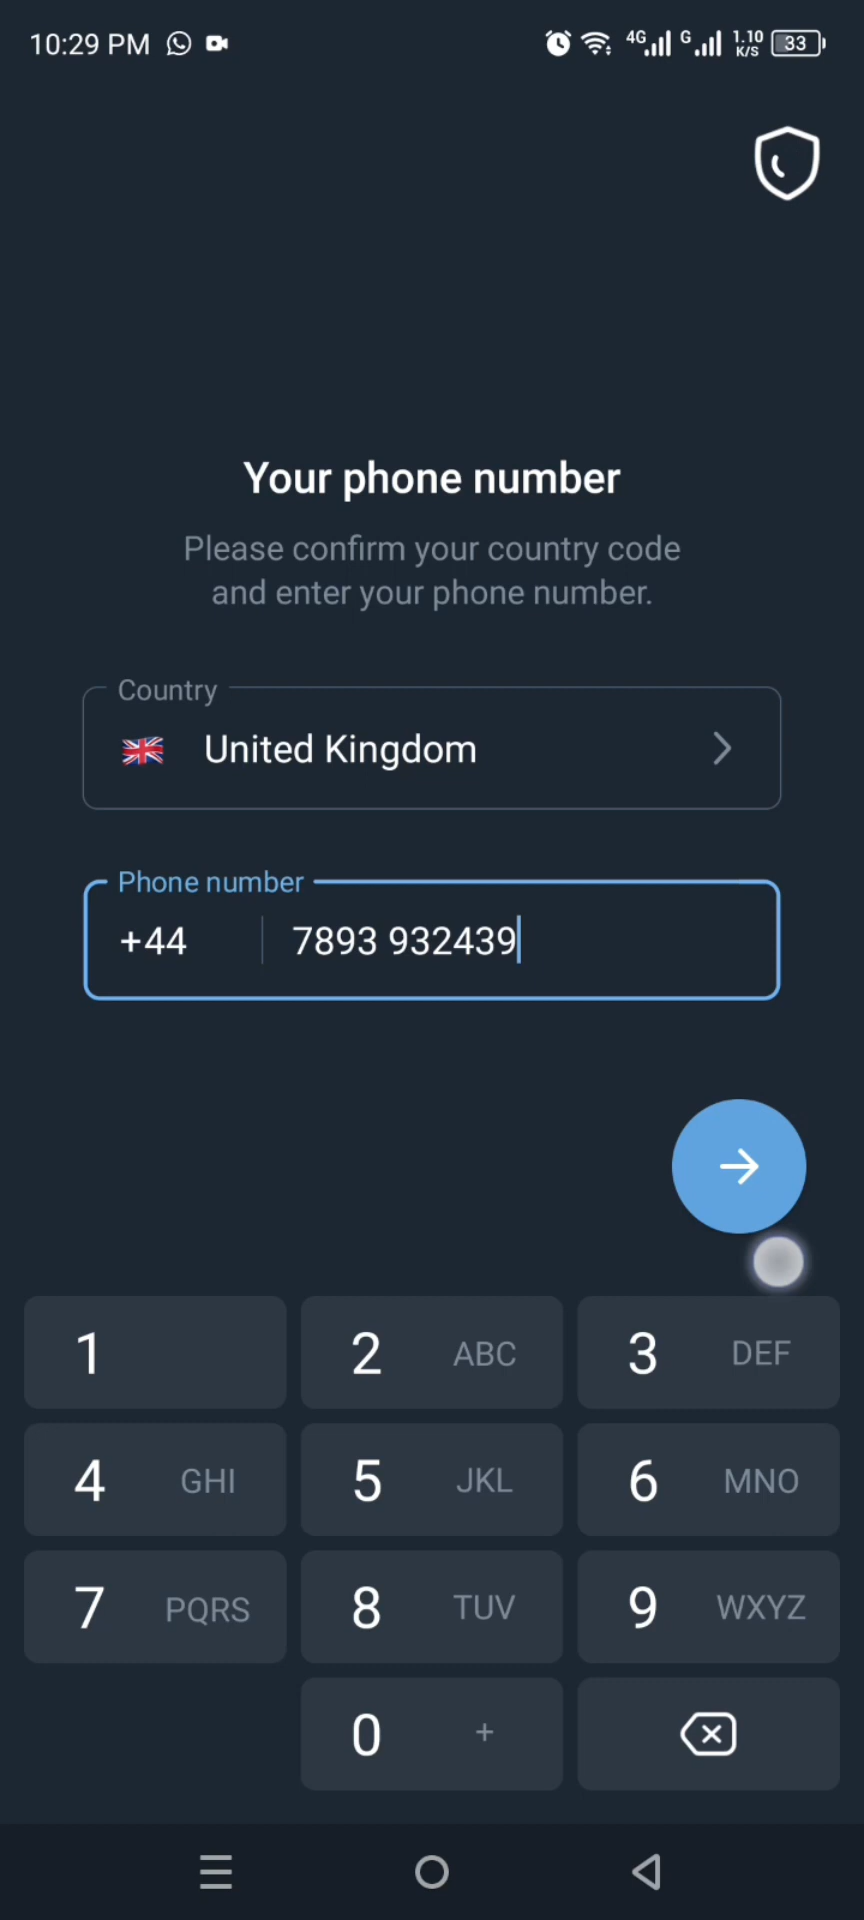 10:29 PM 4G G 1.10 K/S 33
Your phone number
Please confirm your country code
and enter your phone number.
Country
United Kingdom
Phone number
+44 7893 932439
1 2 ABC 3 DEF
4 GHI 5 JKL 6 MNO
7 PQRS 8 TUV 9 WXYZ
0 +